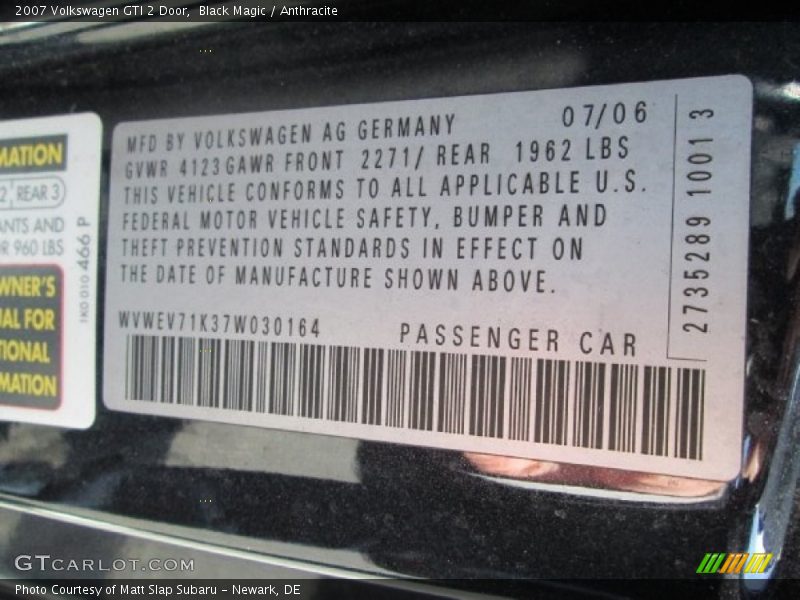 2007 Volkswagen GTI 2 Door, Black Magic / Anthracite
MATION
2, REAR 3
ANTS AND
R 960 LBS
WNER'S
AL FOR
TIONAL
MATION
1K0 010 466 P
MFD BY VOLKSWAGEN AG GERMANY 07/06
GVWR 4123GAWR FRONT 2271/ REAR 1962 LBS
THIS VEHICLE CONFORMS TO ALL APPLICABLE U.S.
FEDERAL MOTOR VEHICLE SAFETY, BUMPER AND
THEFT PREVENTION STANDARDS IN EFFECT ON
THE DATE OF MANUFACTURE SHOWN ABOVE.
WVWEV71K37W030164 PASSENGER CAR
2735289 1001 3
GTCARLOT.COM
Photo Courtesy of Matt Slap Subaru – Newark, DE